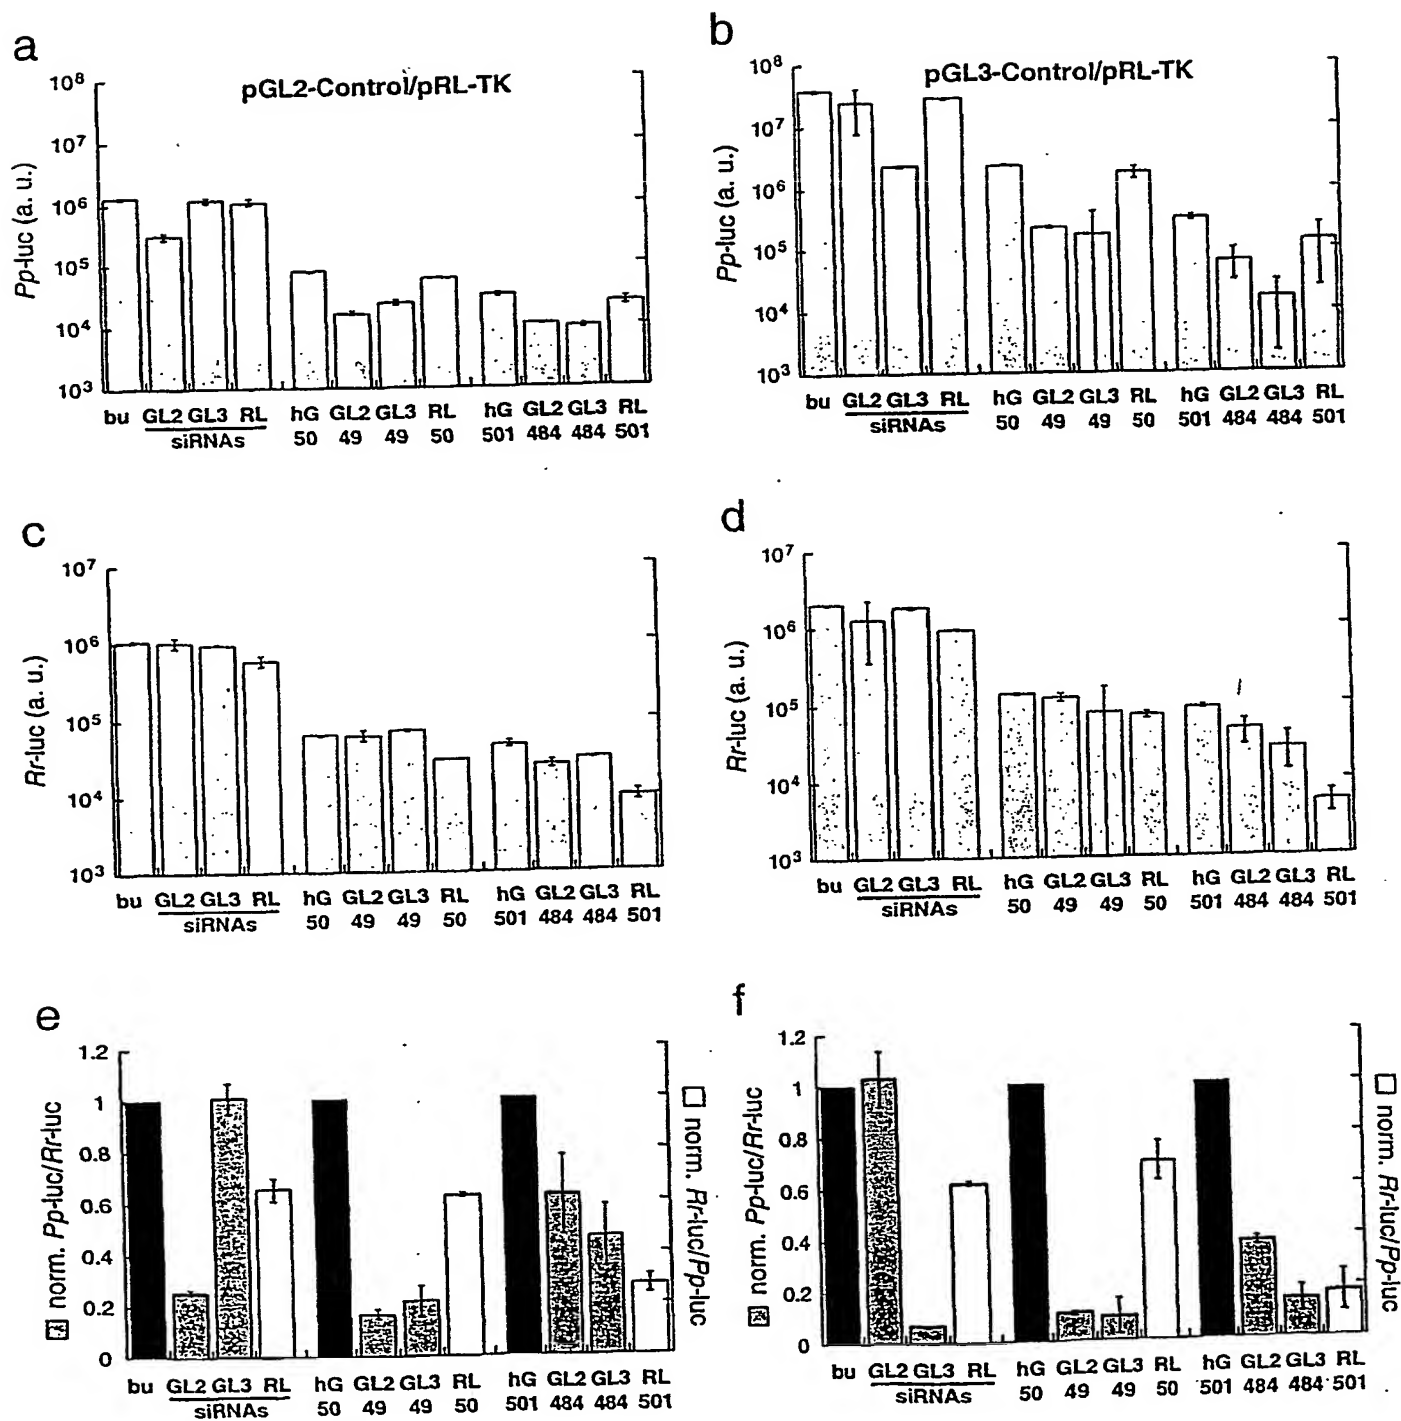 a
pGL2-Control/pRL-TK
Pp-luc (a. u.)
10⁸
10⁷
10⁶
10⁵
10⁴
10³
bu GL2 GL3 RL hG GL2 GL3 RL hG GL2 GL3 RL
siRNAs 50 49 49 50 501 484 484 501
b
pGL3-Control/pRL-TK
Pp-luc (a. u.)
10⁸
10⁷
10⁶
10⁵
10⁴
10³
bu GL2 GL3 RL hG GL2 GL3 RL hG GL2 GL3 RL
siRNAs 50 49 49 50 501 484 484 501
c
Rr-luc (a. u.)
10⁷
10⁶
10⁵
10⁴
10³
bu GL2 GL3 RL hG GL2 GL3 RL hG GL2 GL3 RL
siRNAs 50 49 49 50 501 484 484 501
d
Rr-luc (a. u.)
10⁷
10⁶
10⁵
10⁴
10³
bu GL2 GL3 RL hG GL2 GL3 RL hG GL2 GL3 RL
siRNAs 50 49 49 50 501 484 484 501
e
norm. Pp-luc/Rr-luc
1.2
1
0.8
0.6
0.4
0.2
0
norm. Rr-luc/Pp-luc
bu GL2 GL3 RL hG GL2 GL3 RL hG GL2 GL3 RL
siRNAs 50 49 49 50 501 484 484 501
f
norm. Pp-luc/Rr-luc
1.2
1
0.8
0.6
0.4
0.2
0
norm. Rr-luc/Pp-luc
bu GL2 GL3 RL hG GL2 GL3 RL hG GL2 GL3 RL
siRNAs 50 49 49 50 501 484 484 501